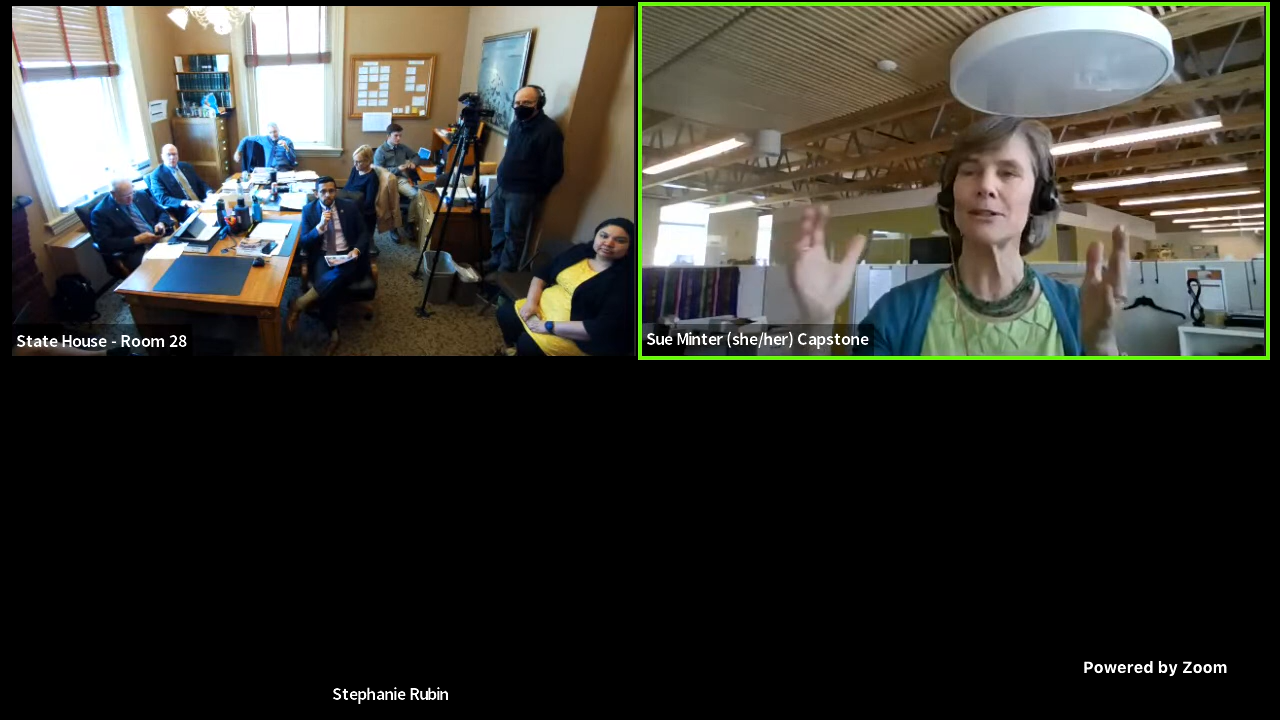 State House - Room 28
Sue Minter (she/her) Capstone
Powered by Zoom
Stephanie Rubin